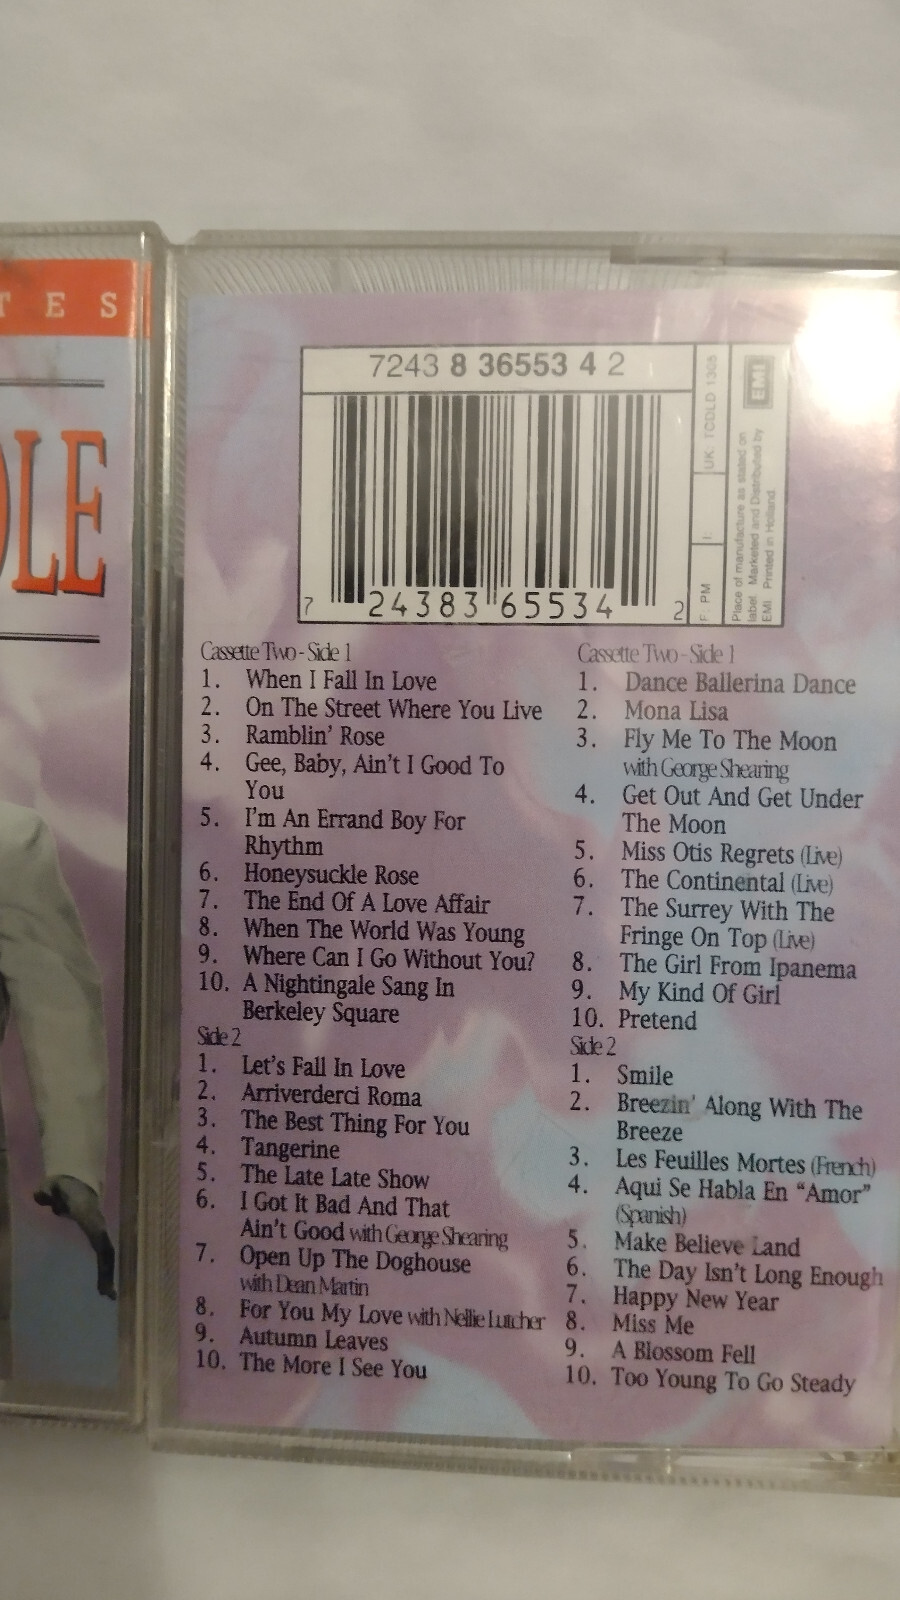 TES
OLE
7243 8 36553 4 2
7 24383 65534 2
UK: TCDLD 1308
I:
F: PM
EMI
Place of manufacture as stated on
label. Marketed and Distributed by
EMI. Printed in Holland.
Cassette Two - Side 1
1. When I Fall In Love
2. On The Street Where You Live
3. Ramblin' Rose
4. Gee, Baby, Ain't I Good To
You
5. I'm An Errand Boy For
Rhythm
6. Honeysuckle Rose
7. The End Of A Love Affair
8. When The World Was Young
9. Where Can I Go Without You?
10. A Nightingale Sang In
Berkeley Square
Side 2
1. Let's Fall In Love
2. Arriverderci Roma
3. The Best Thing For You
4. Tangerine
5. The Late Late Show
6. I Got It Bad And That
Ain't Good with George Shearing
7. Open Up The Doghouse
with Dean Martin
8. For You My Love with Nellie Lutcher
9. Autumn Leaves
10. The More I See You
Cassette Two - Side 1
1. Dance Ballerina Dance
2. Mona Lisa
3. Fly Me To The Moon
with George Shearing
4. Get Out And Get Under
The Moon
5. Miss Otis Regrets (Live)
6. The Continental (Live)
7. The Surrey With The
Fringe On Top (Live)
8. The Girl From Ipanema
9. My Kind Of Girl
10. Pretend
Side 2
1. Smile
2. Breezin' Along With The
Breeze
3. Les Feuilles Mortes (French)
4. Aqui Se Habla En "Amor"
(Spanish)
5. Make Believe Land
6. The Day Isn't Long Enough
7. Happy New Year
8. Miss Me
9. A Blossom Fell
10. Too Young To Go Steady